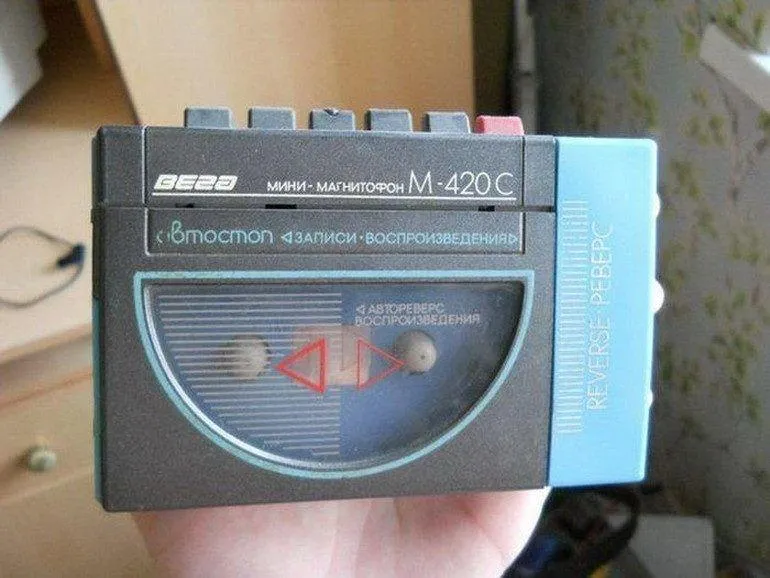 ВЕГА
МИНИ-МАГНИТОФОН М-420С
Автостоп ◁ЗАПИСИ·ВОСПРОИЗВЕДЕНИЯ▷
◁ АВТОРЕВЕРС
ВОСПРОИЗВЕДЕНИЯ
REVERSE·РЕВЕРС